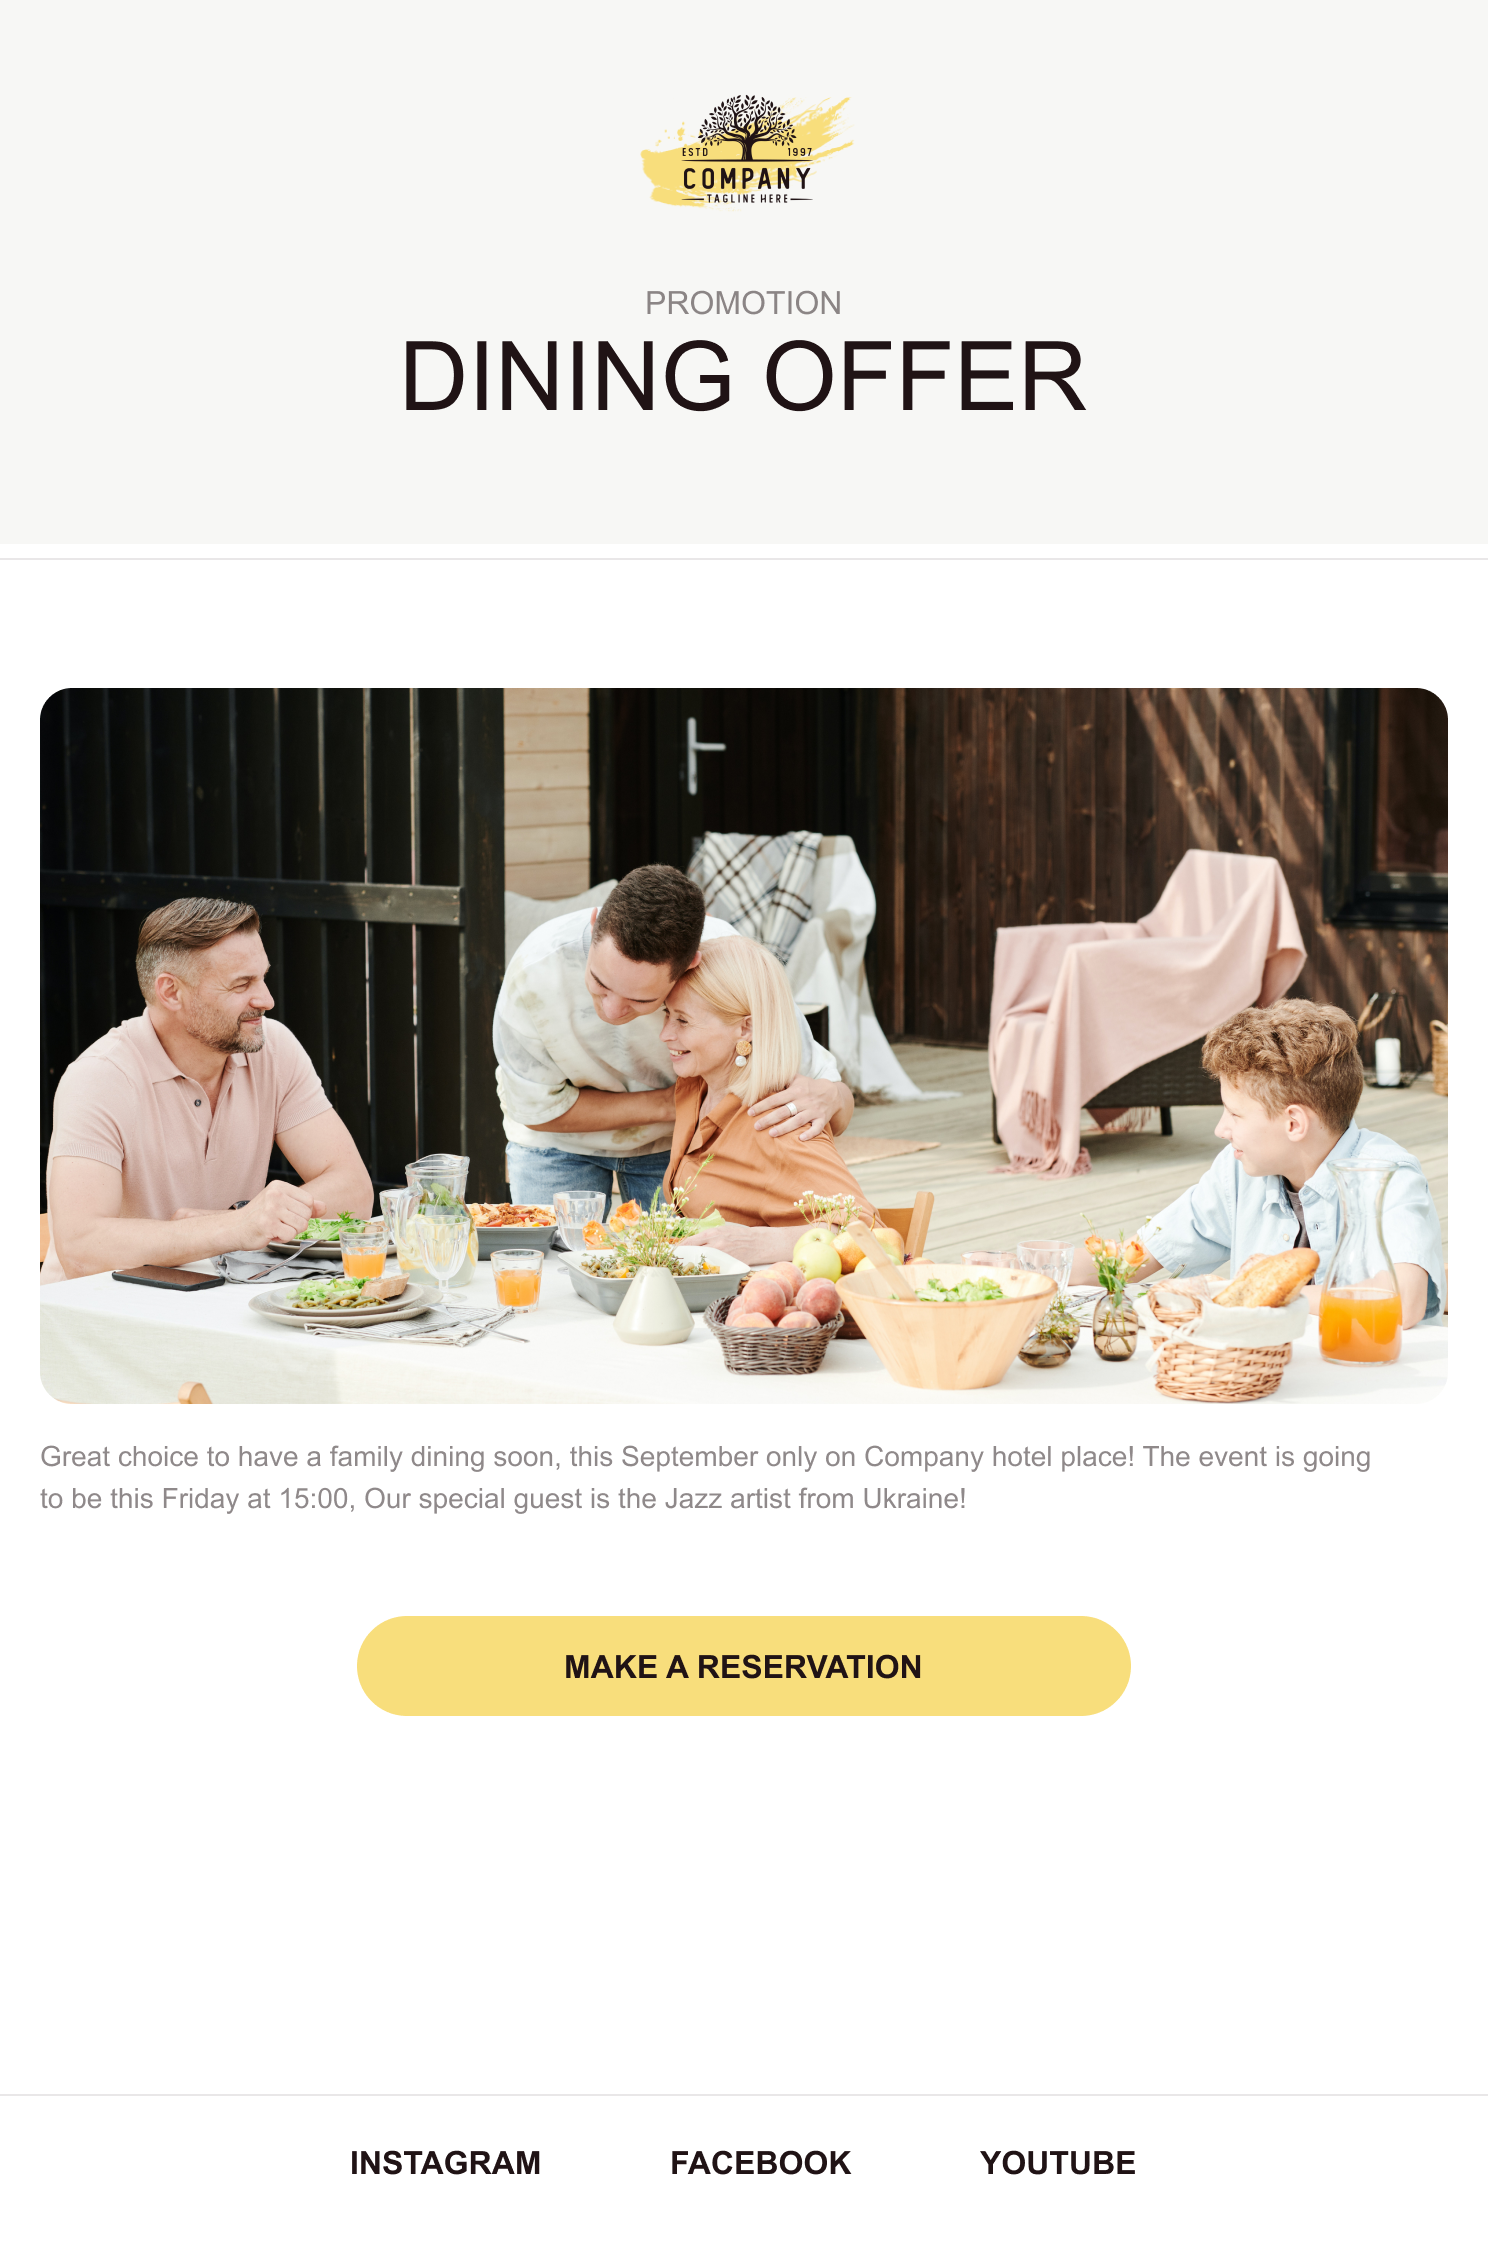 ESTD 1997
COMPANY
TAGLINE HERE
PROMOTION
DINING OFFER
Great choice to have a family dining soon, this September only on Company hotel place! The event is going
to be this Friday at 15:00, Our special guest is the Jazz artist from Ukraine!
MAKE A RESERVATION
INSTAGRAM FACEBOOK YOUTUBE